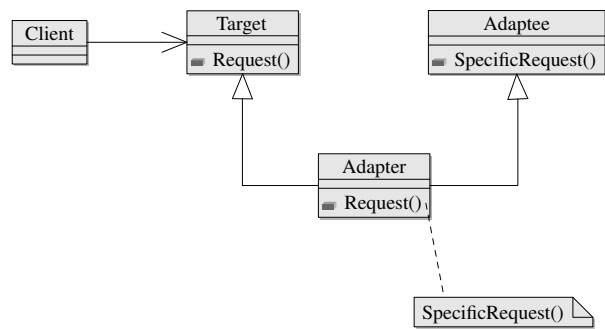 Client
Target
Request()
Adaptee
SpecificRequest()
Adapter
Request()
SpecificRequest()